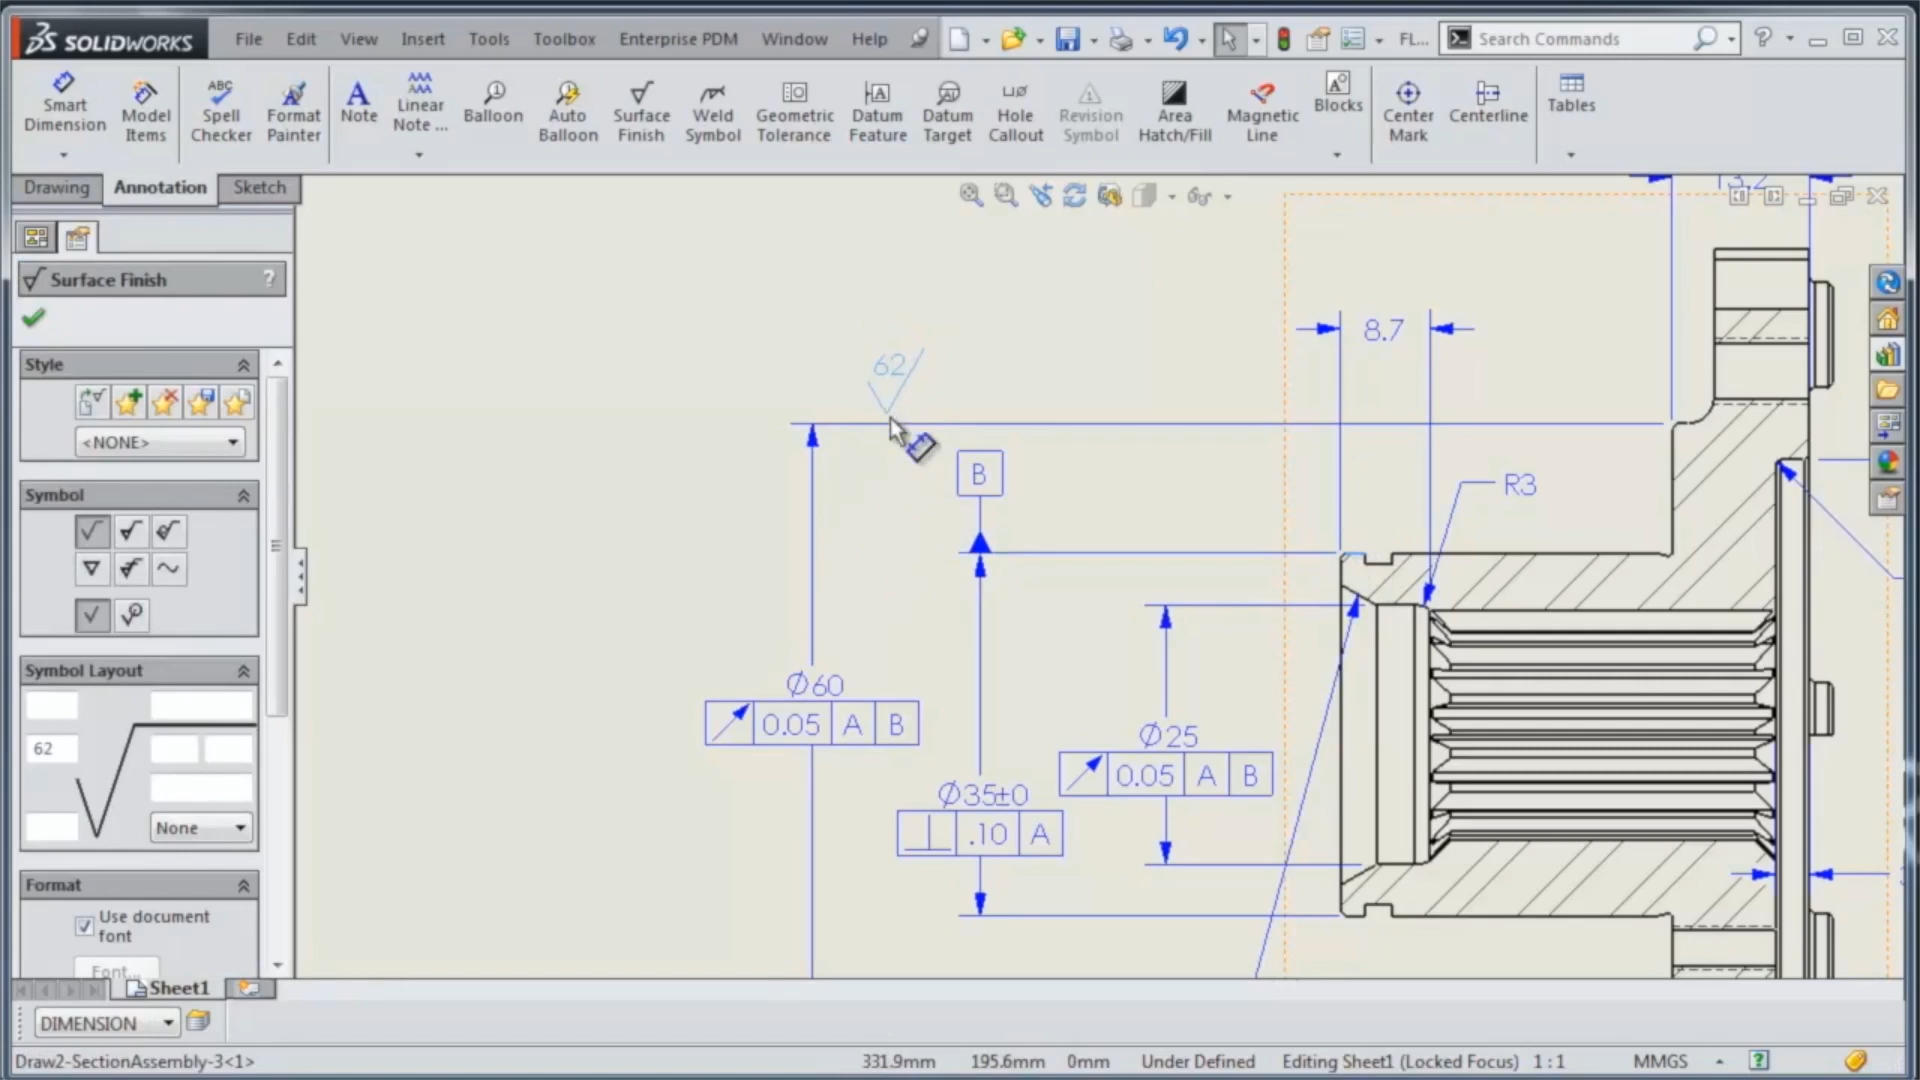 SOLIDWORKS File Edit View Insert Tools Toolbox Enterprise PDM Window Help FL... Search Commands
Smart Dimension
Model Items
ABC Spell Checker
Format Painter
Note
Linear Note ...
Balloon
Auto Balloon
Surface Finish
Weld Symbol
Geometric Tolerance
Datum Feature
Datum Target
Hole Callout
Revision Symbol
Area Hatch/Fill
Magnetic Line
Blocks
Center Mark
Centerline
Tables
Drawing Annotation Sketch
Surface Finish ?
Style
<NONE>
Symbol
Symbol Layout
62
None
Format
Use document
font
Font...
13.2
8.7
62
B
R3
Ø60
0.05 A B
Ø25
0.05 A B
Ø35±0
.10 A
Sheet1
DIMENSION
Draw2-SectionAssembly-3<1> 331.9mm 195.6mm 0mm Under Defined Editing Sheet1 (Locked Focus) 1 : 1 MMGS